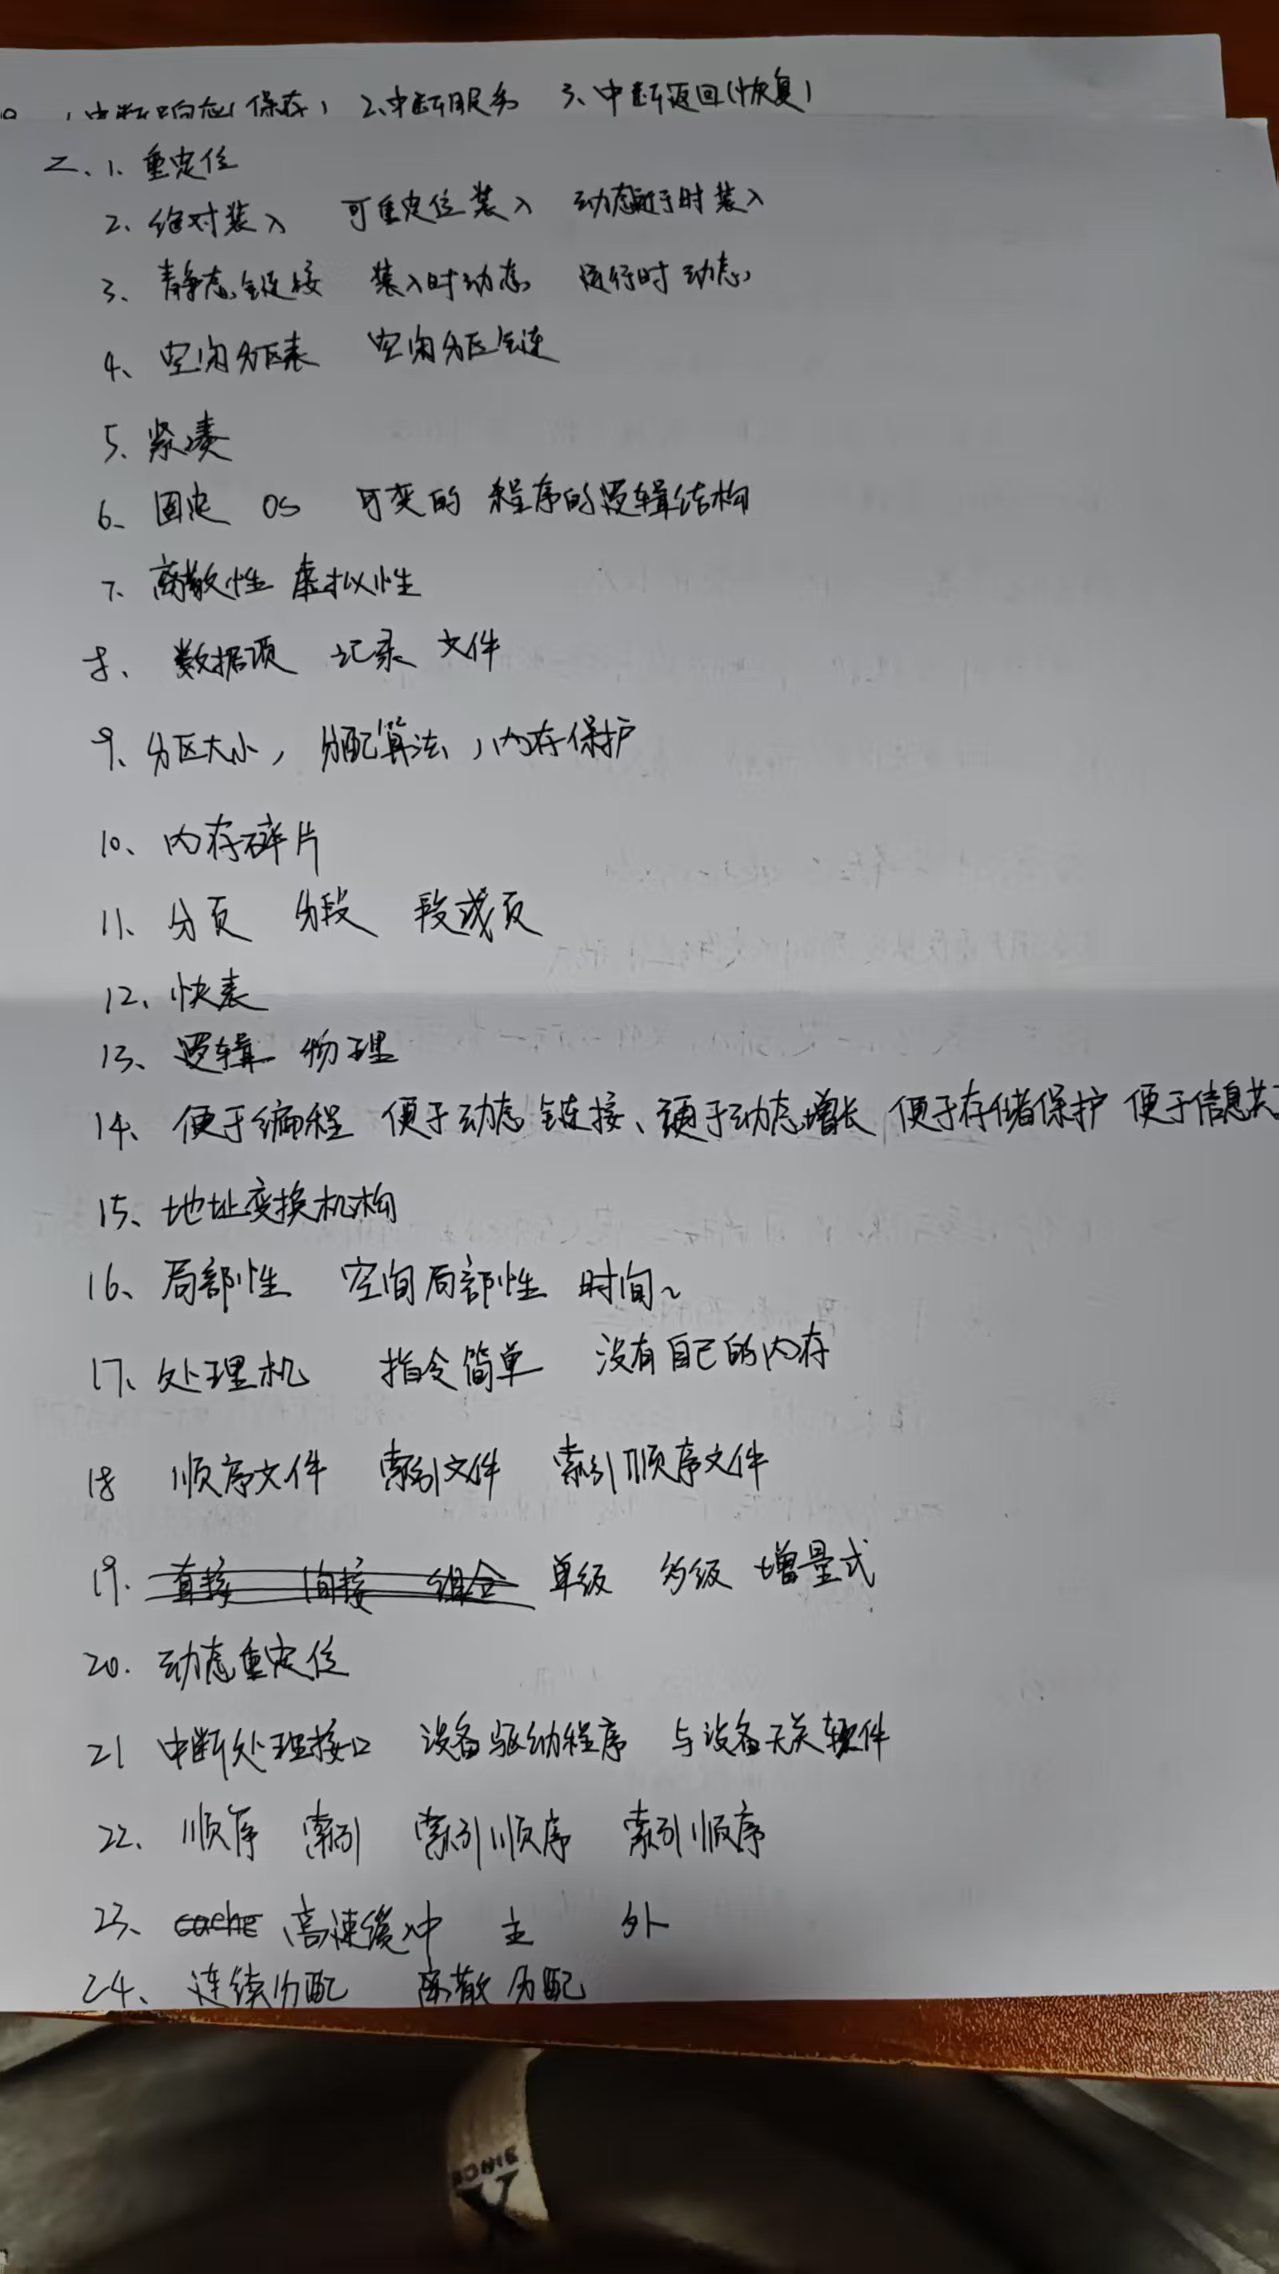 1.中断响应(保存) 2.中断服务 3、中断返回(恢复)
二、1、重定位
2、绝对装入 可重定位装入 动态运行时装入
3、静态链接 装入时动态 运行时动态
4、空闲分区表 空闲分区链
5、紧凑
6、固定 OS 可变的 程序的逻辑结构
7、离散性 虚拟性
8、数据项 记录 文件
9、分区大小，分配算法，内存保护
10、内存碎片
11、分页 分段 段或页
12、快表
13、逻辑 物理
14、便于编程 便于动态链接、便于动态增长 便于存储保护 便于信息共
15、地址变换机构
16、局部性 空间局部性 时间~
17、处理机 指令简单 没有自己的内存
18 顺序文件 索引文件 索引顺序文件
19. 直接 间接 组合 单级 多级 增量式
20. 动态重定位
21 中断处理接口 设备驱动程序 与设备无关软件
22、顺序 索引 索引顺序 索引顺序
23、cache 高速缓冲 主 外
24、连续分配 离散分配
SINCE